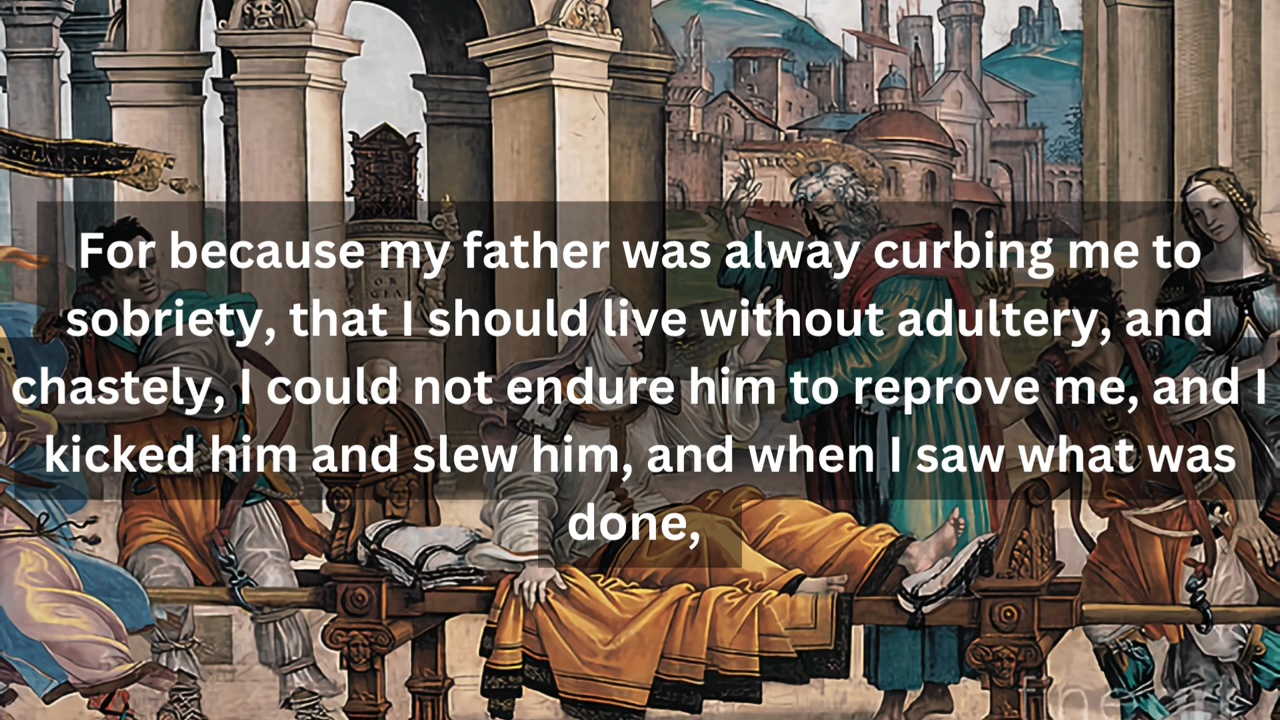 For because my father was alway curbing me to
sobriety, that I should live without adultery, and
chastely, I could not endure him to reprove me, and I
kicked him and slew him, and when I saw what was
done,